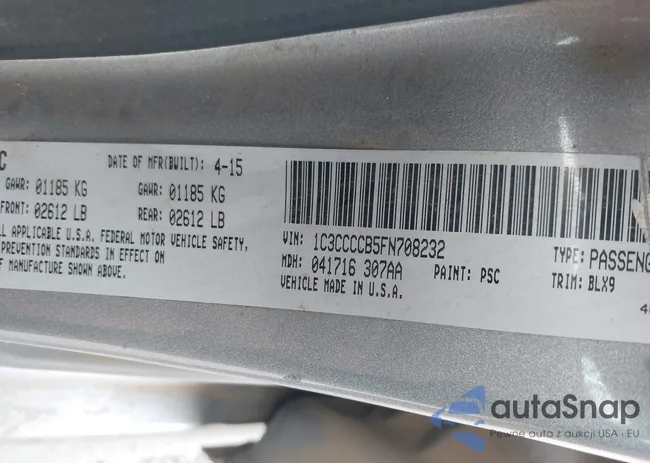 C
DATE OF MFR(BUILT): 4-15
GAWR: 01185 KG GAWR: 01185 KG
FRONT: 02612 LB REAR: 02612 LB
APPLICABLE U.S.A. FEDERAL MOTOR VEHICLE SAFETY,
PREVENTION STANDARDS IN EFFECT ON
OF MANUFACTURE SHOWN ABOVE.
VIN: 1C3CCCCB5FN708232 TYPE: PASSENG
MDH: 041716 307AA PAINT: PSC TRIM: BLX9
VEHICLE MADE IN U.S.A.
autaSnap
Pewne auta z aukcji USA i EU